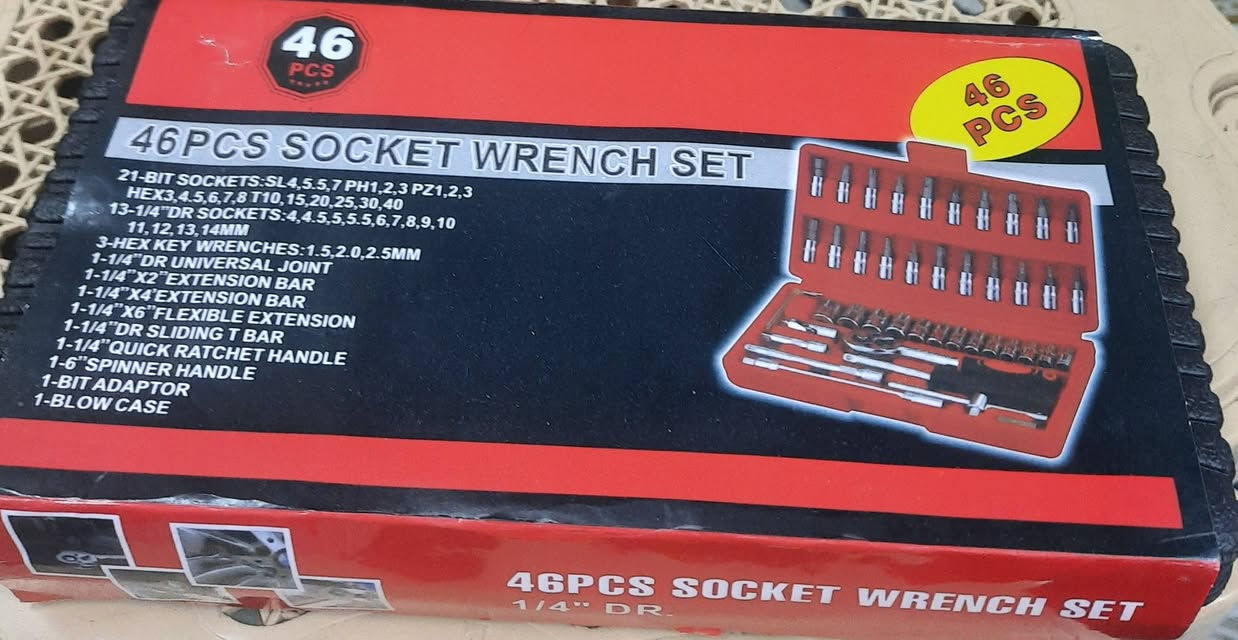 46
PCS
46
PCS
46PCS SOCKET WRENCH SET
21-BIT SOCKETS:SL4,5.5,7 PH1,2,3 PZ1,2,3
HEX3,4.5,6,7,8 T10,15,20,25,30,40
13-1/4"DR SOCKETS:4,4.5,5,5.5,6,7,8,9,10
11,12,13,14MM
3-HEX KEY WRENCHES:1.5,2.0,2.5MM
1-1/4"DR UNIVERSAL JOINT
1-1/4"X2"EXTENSION BAR
1-1/4"X4"EXTENSION BAR
1-1/4"X6"FLEXIBLE EXTENSION
1-1/4"DR SLIDING T BAR
1-1/4"QUICK RATCHET HANDLE
1-6"SPINNER HANDLE
1-BIT ADAPTOR
1-BLOW CASE
46PCS SOCKET WRENCH SET
1/4" DR.